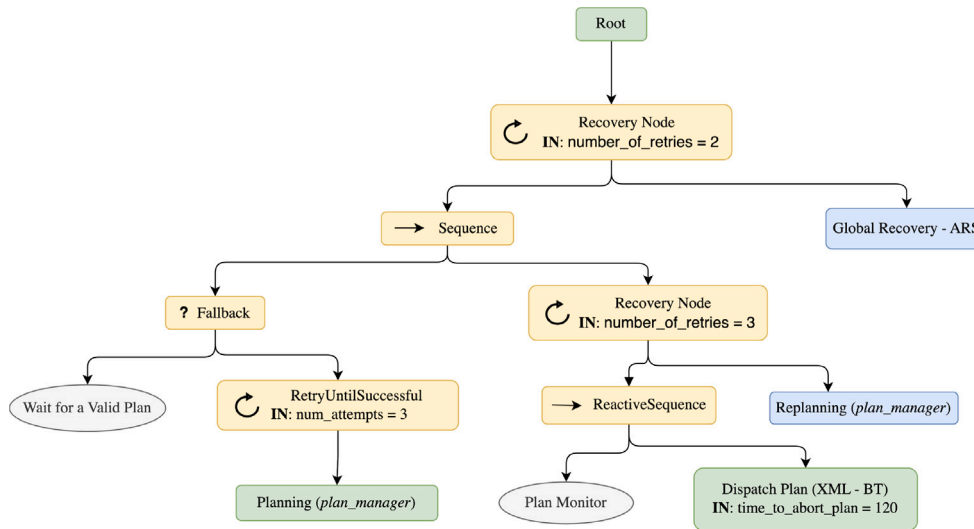 Root
Recovery Node
IN: number_of_retries = 2
Sequence
Global Recovery - ARS
? Fallback
Recovery Node
IN: number_of_retries = 3
Wait for a Valid Plan
RetryUntilSuccessful
IN: num_attempts = 3
ReactiveSequence
Replanning (plan_manager)
Planning (plan_manager)
Plan Monitor
Dispatch Plan (XML - BT)
IN: time_to_abort_plan = 120